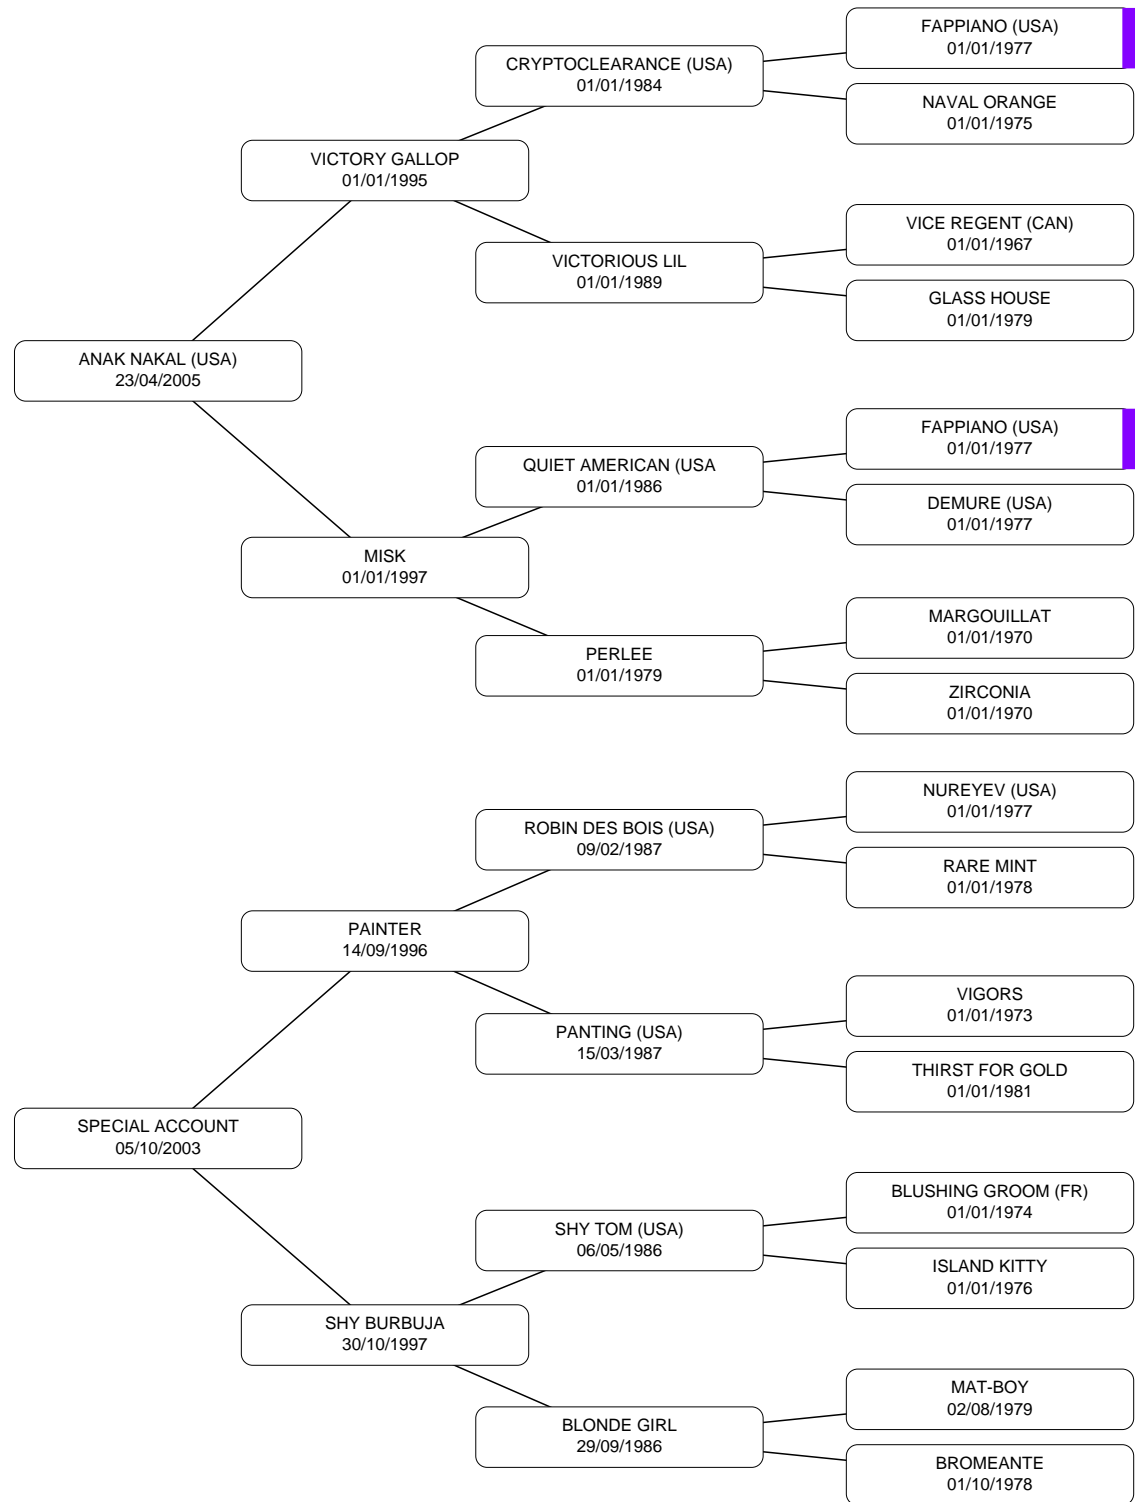 FAPPIANO (USA)
01/01/1977
CRYPTOCLEARANCE (USA)
01/01/1984
NAVAL ORANGE
01/01/1975
VICTORY GALLOP
01/01/1995
VICE REGENT (CAN)
01/01/1967
VICTORIOUS LIL
01/01/1989
GLASS HOUSE
01/01/1979
ANAK NAKAL (USA)
23/04/2005
FAPPIANO (USA)
01/01/1977
QUIET AMERICAN (USA
01/01/1986
DEMURE (USA)
01/01/1977
MISK
01/01/1997
MARGOUILLAT
01/01/1970
PERLEE
01/01/1979
ZIRCONIA
01/01/1970
NUREYEV (USA)
01/01/1977
ROBIN DES BOIS (USA)
09/02/1987
RARE MINT
01/01/1978
PAINTER
14/09/1996
VIGORS
01/01/1973
PANTING (USA)
15/03/1987
THIRST FOR GOLD
01/01/1981
SPECIAL ACCOUNT
05/10/2003
BLUSHING GROOM (FR)
01/01/1974
SHY TOM (USA)
06/05/1986
ISLAND KITTY
01/01/1976
SHY BURBUJA
30/10/1997
MAT-BOY
02/08/1979
BLONDE GIRL
29/09/1986
BROMEANTE
01/10/1978